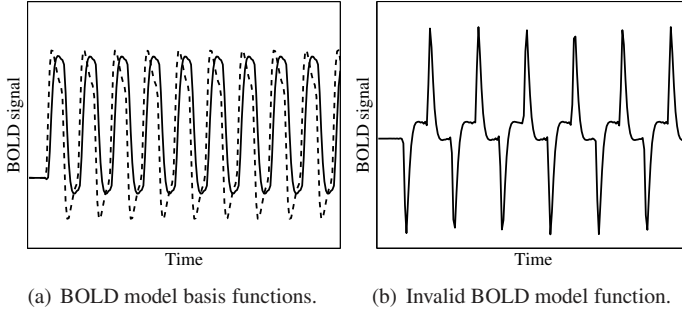 BOLD signal
Time
(a) BOLD model basis functions.
BOLD signal
Time
(b) Invalid BOLD model function.